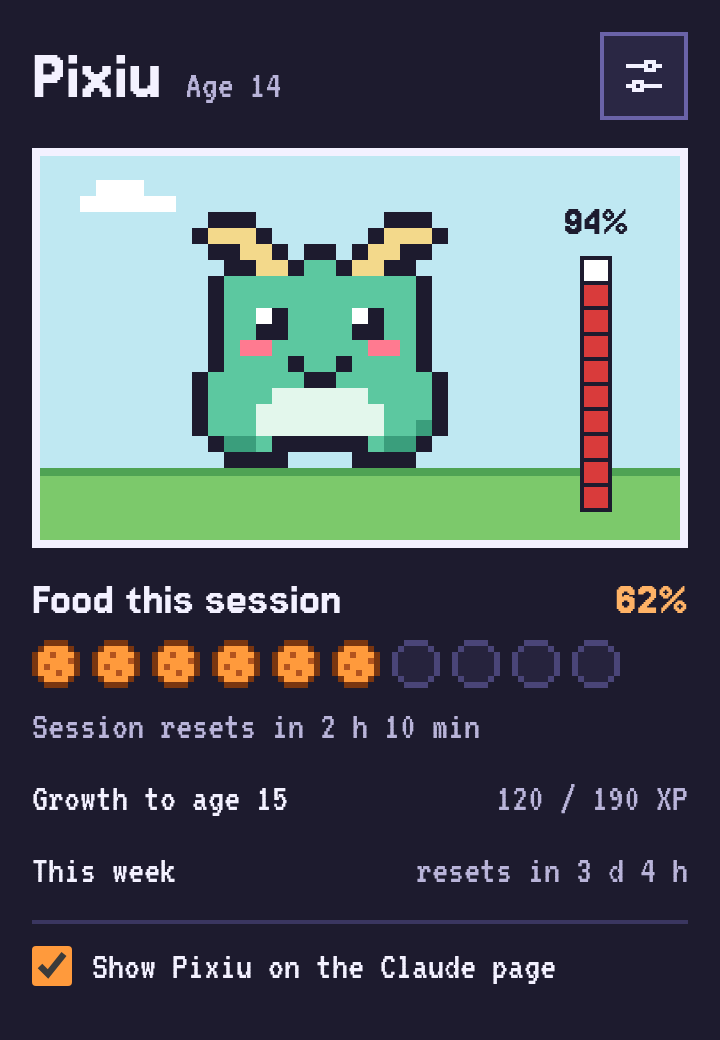 Pixiu Age 14
94%
Food this session 62%
Session resets in 2 h 10 min
Growth to age 15 120 / 190 XP
This week resets in 3 d 4 h
Show Pixiu on the Claude page